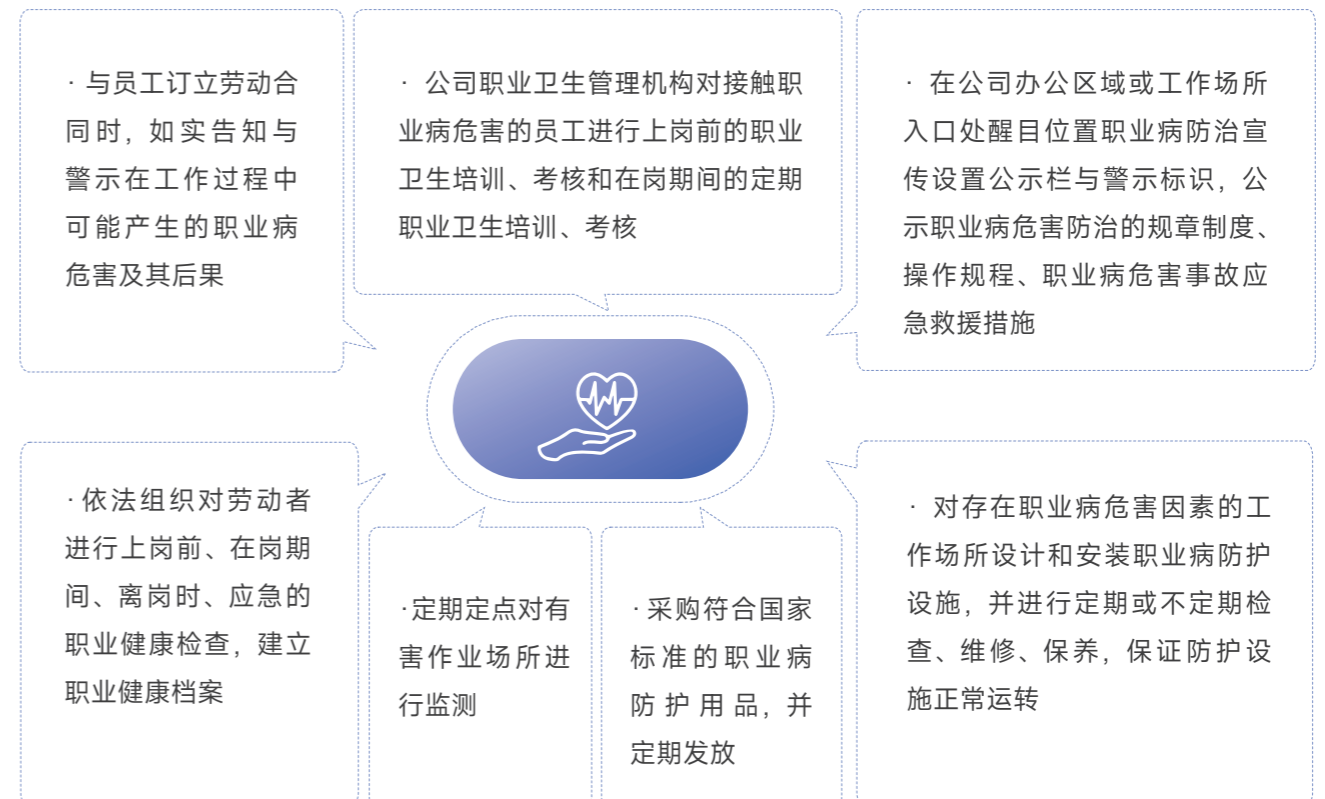 · 与员工订立劳动合
同时，如实告知与
警示在工作过程中
可能产生的职业病
危害及其后果
· 公司职业卫生管理机构对接触职
业病危害的员工进行上岗前的职业
卫生培训、考核和在岗期间的定期
职业卫生培训、考核
· 在公司办公区域或工作场所
入口处醒目位置职业病防治宣
传设置公示栏与警示标识，公
示职业病危害防治的规章制度、
操作规程、职业病危害事故应
急救援措施
· 依法组织对劳动者
进行上岗前、在岗期
间、离岗时、应急的
职业健康检查，建立
职业健康档案
· 定期定点对有
害作业场所进
行监测
· 采购符合国家
标准的职业病
防护用品，并
定期发放
· 对存在职业病危害因素的工
作场所设计和安装职业病防护
设施，并进行定期或不定期检
查、维修、保养，保证防护设
施正常运转